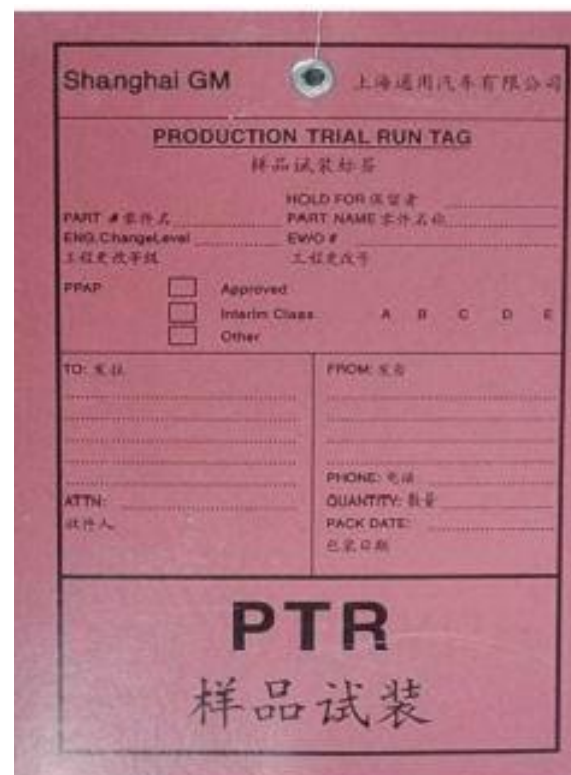 Shanghai GM 上海通用汽车有限公司
PRODUCTION TRIAL RUN TAG
样品试装标签
HOLD FOR 保留者
PART # 零件名 PART NAME 零件名称
ENG.ChangeLevel EWO #
工程更改等级 工程更改号
PPAP Approved
Interim Class A B C D E
Other
TO: 发往 FROM: 发自
PHONE: 电话
ATTN: QUANTITY: 数量
收件人 PACK DATE:
包装日期
PTR
样品试装